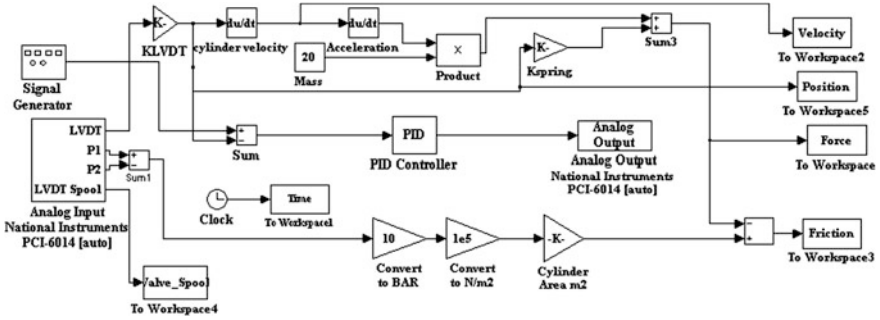 K-
KLVDT
du/dt
cylinder velocity
du/dt
Acceleration
20
Mass
X
Product
K-
Kspring
+
+
Sum3
Velocity
To Workspace2
Position
To Workspace5
Force
To Workspace
Signal
Generator
LVDT
P1
P2
LVDT Spool
Analog Input
National Instruments
PCI-6014 [auto]
+
−
Sum1
+
−
Sum
PID
PID Controller
Analog
Output
Analog Output
National Instruments
PCI-6014 [auto]
Clock
Time
To Workspace1
10
Convert
to BAR
1e5
Convert
to N/m2
-K-
Cylinder
Area m2
−
+
Friction
To Workspace3
Valve_Spool
To Workspace4